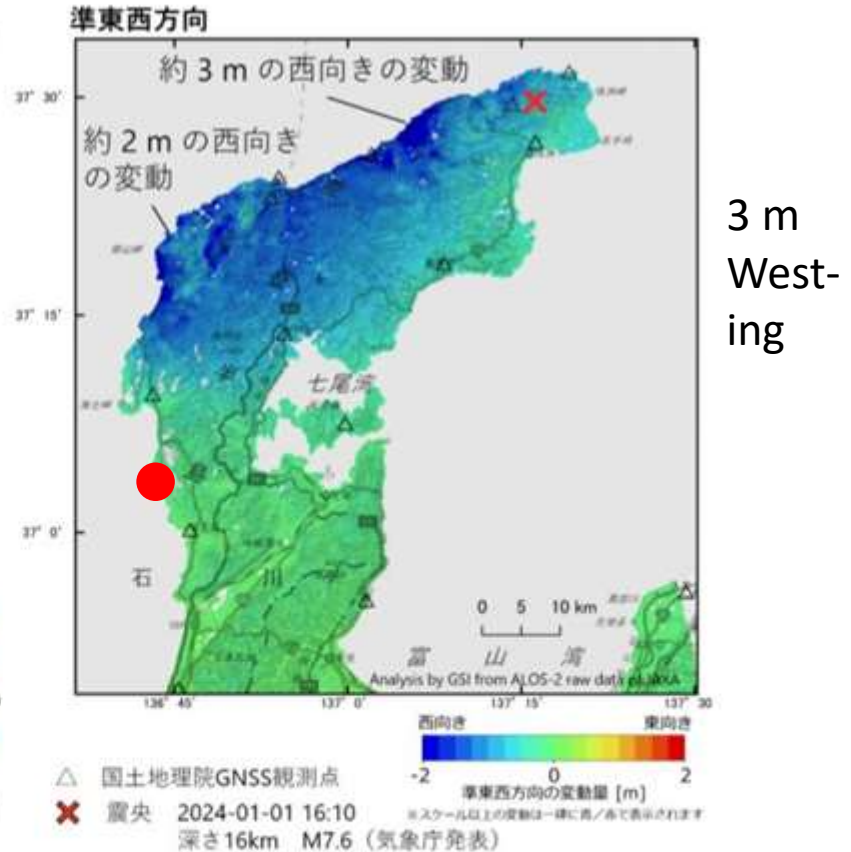 準東西方向
約 3 m の西向きの変動
約 2 m の西向き
の変動
37° 30'
37° 15'
37° 0'
七尾湾
石
川
0 5 10 km
富 山 湾
Analysis by GSI from ALOS-2 raw data
136° 45'
137° 0'
137° 15'
137° 30'
西向き
東向き
-2
0
2
準東西方向の変動量 [m]
※スケール以上の変動は一律に青/赤で表示されます
国土地理院GNSS観測点
震央 2024-01-01 16:10
深さ16km M7.6（気象庁発表）
3 m
West-
ing